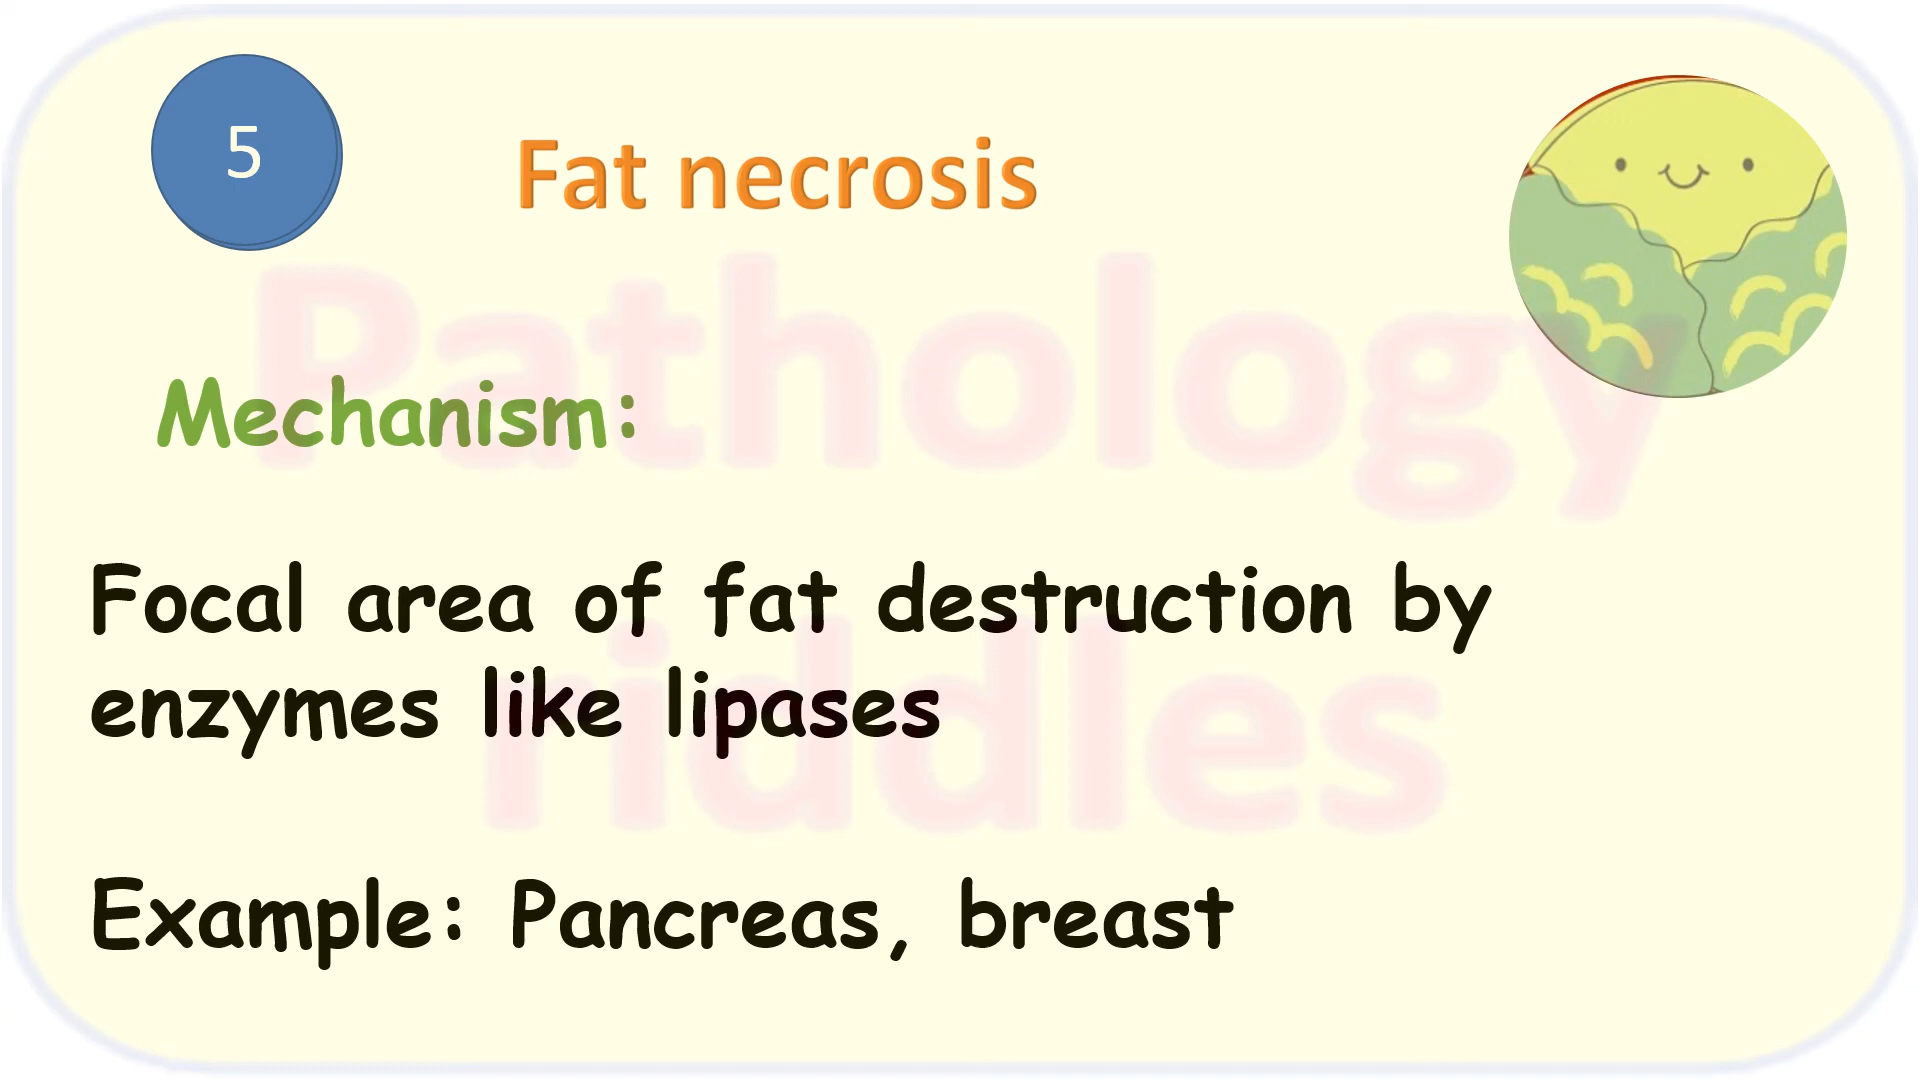 5
Fat necrosis
Pathology
riddles
Mechanism:
Focal area of fat destruction by
enzymes like lipases
Example: Pancreas, breast